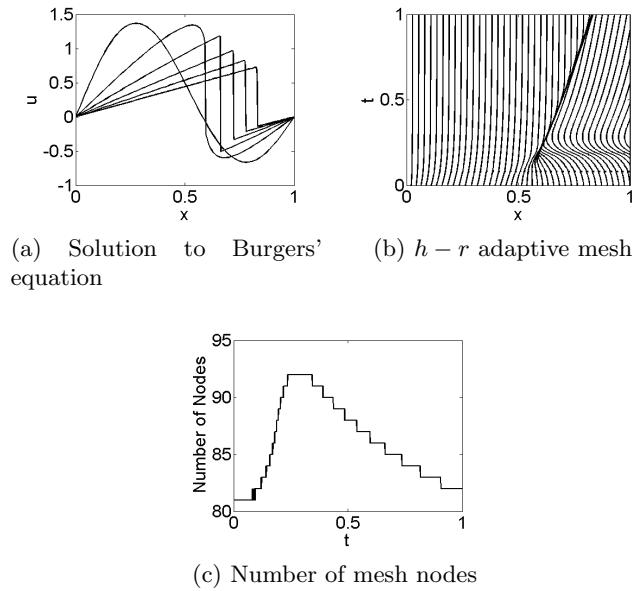 1.5
1
0.5
0
-0.5
-1
u
0
0.5
1
x
1
0.5
0
t
0
0.5
1
x
(a) Solution to Burgers'
equation
(b) h − r adaptive mesh
95
90
85
80
Number of Nodes
0
0.5
1
t
(c) Number of mesh nodes